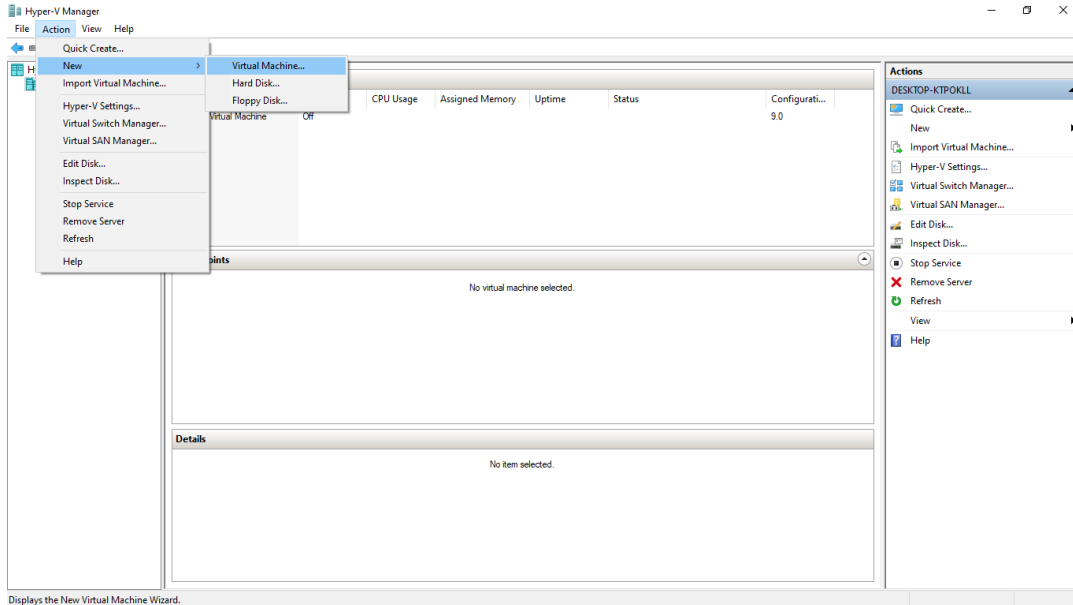 Hyper-V Manager
File Action View Help
Quick Create...
New
Import Virtual Machine...
Hyper-V Settings...
Virtual Switch Manager...
Virtual SAN Manager...
Edit Disk...
Inspect Disk...
Stop Service
Remove Server
Refresh
Help
Virtual Machine...
Hard Disk...
Floppy Disk...
H
CPU Usage Assigned Memory Uptime Status Configurati...
Virtual Machine Off 9.0
oints
No virtual machine selected.
Details
No item selected.
Actions
DESKTOP-KTPOKLL
Quick Create...
New
Import Virtual Machine...
Hyper-V Settings...
Virtual Switch Manager...
Virtual SAN Manager...
Edit Disk...
Inspect Disk...
Stop Service
Remove Server
Refresh
View
Help
Displays the New Virtual Machine Wizard.